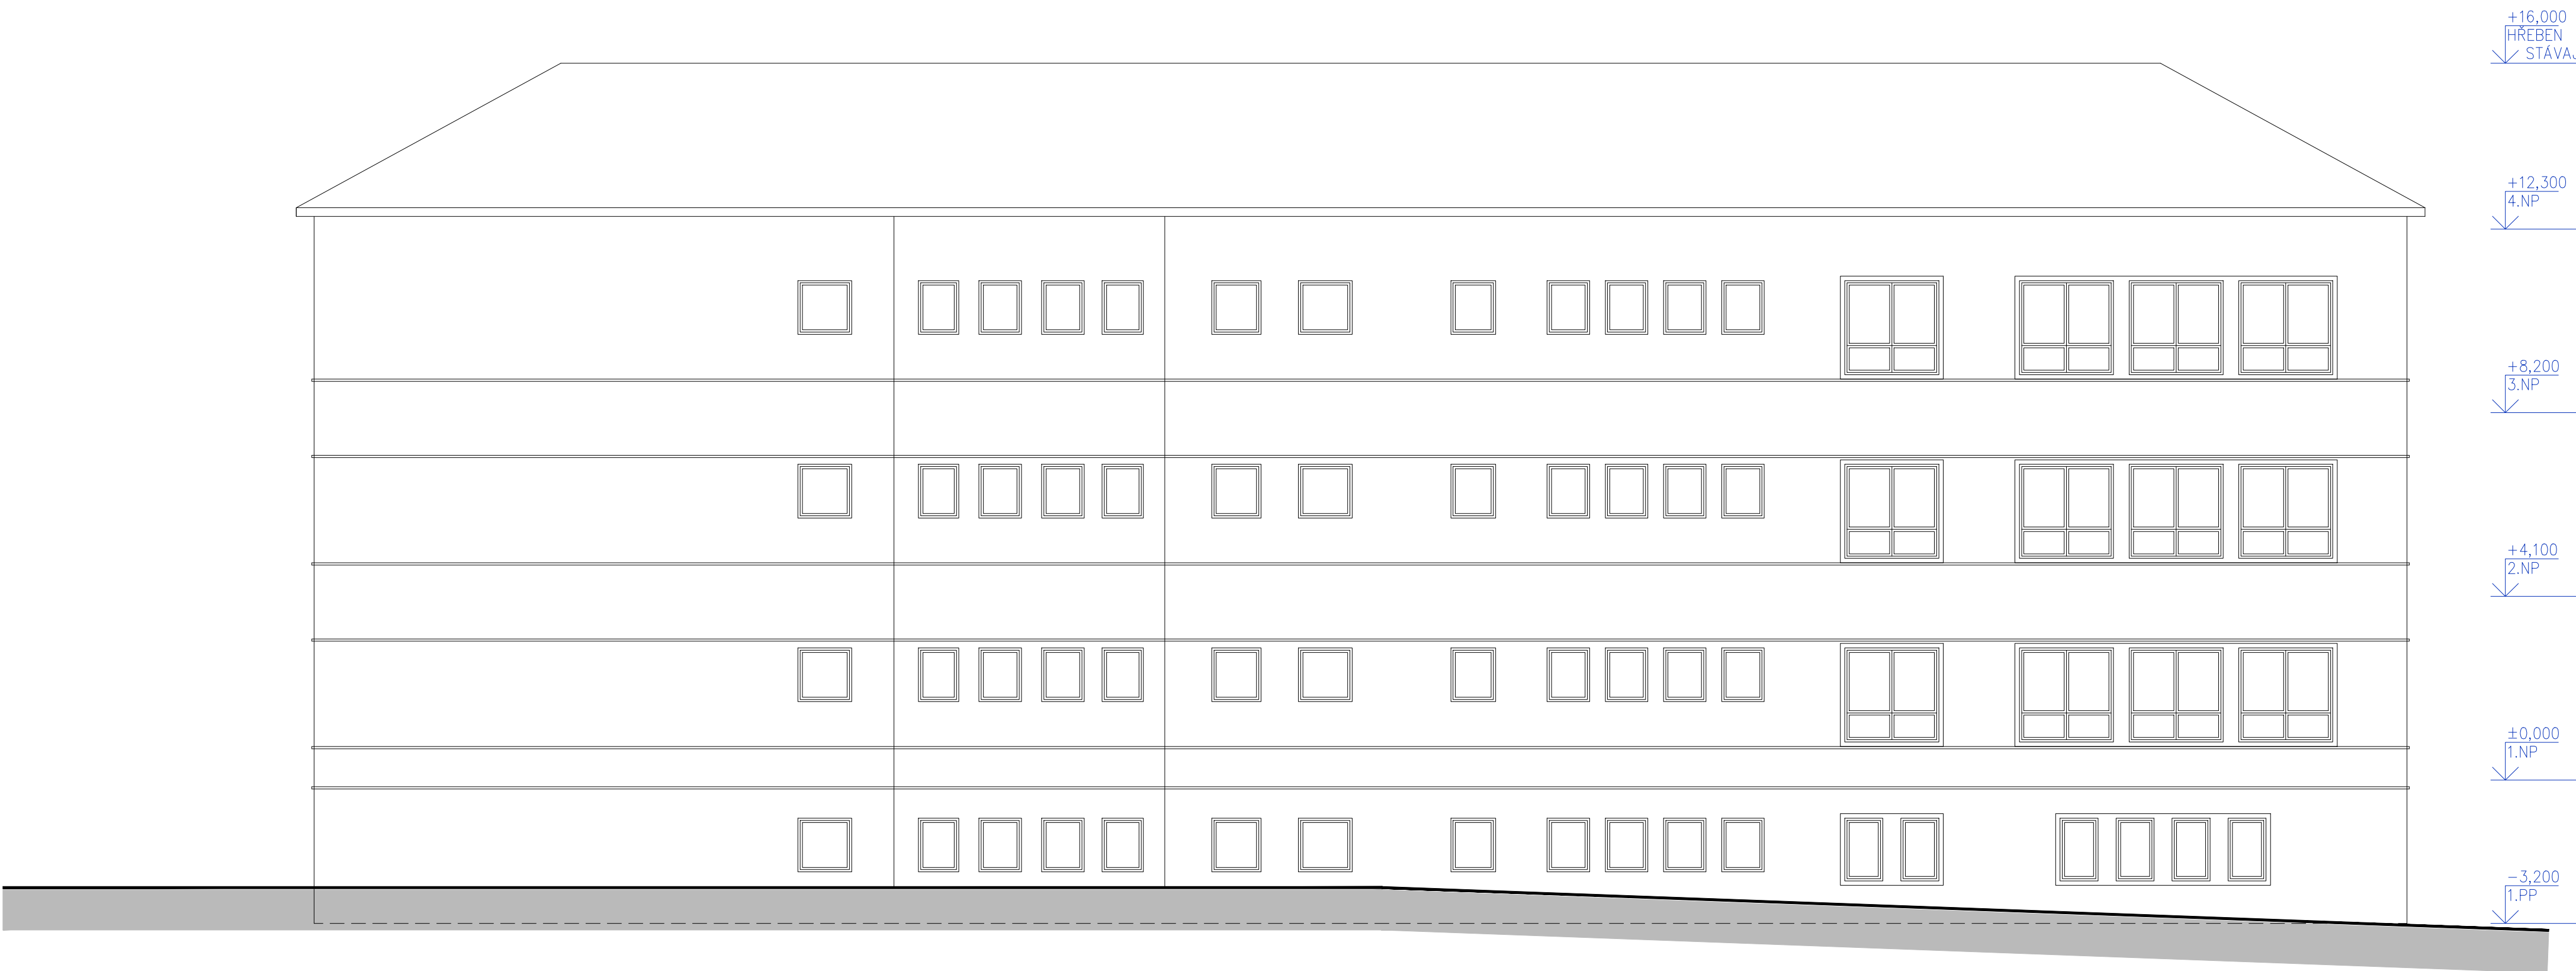 +16,000
HŘEBEN
+12,300
4.NP
+8,200
3.NP
+4,100
2.NP
±0,000
1.NP
-3,200
1.PP